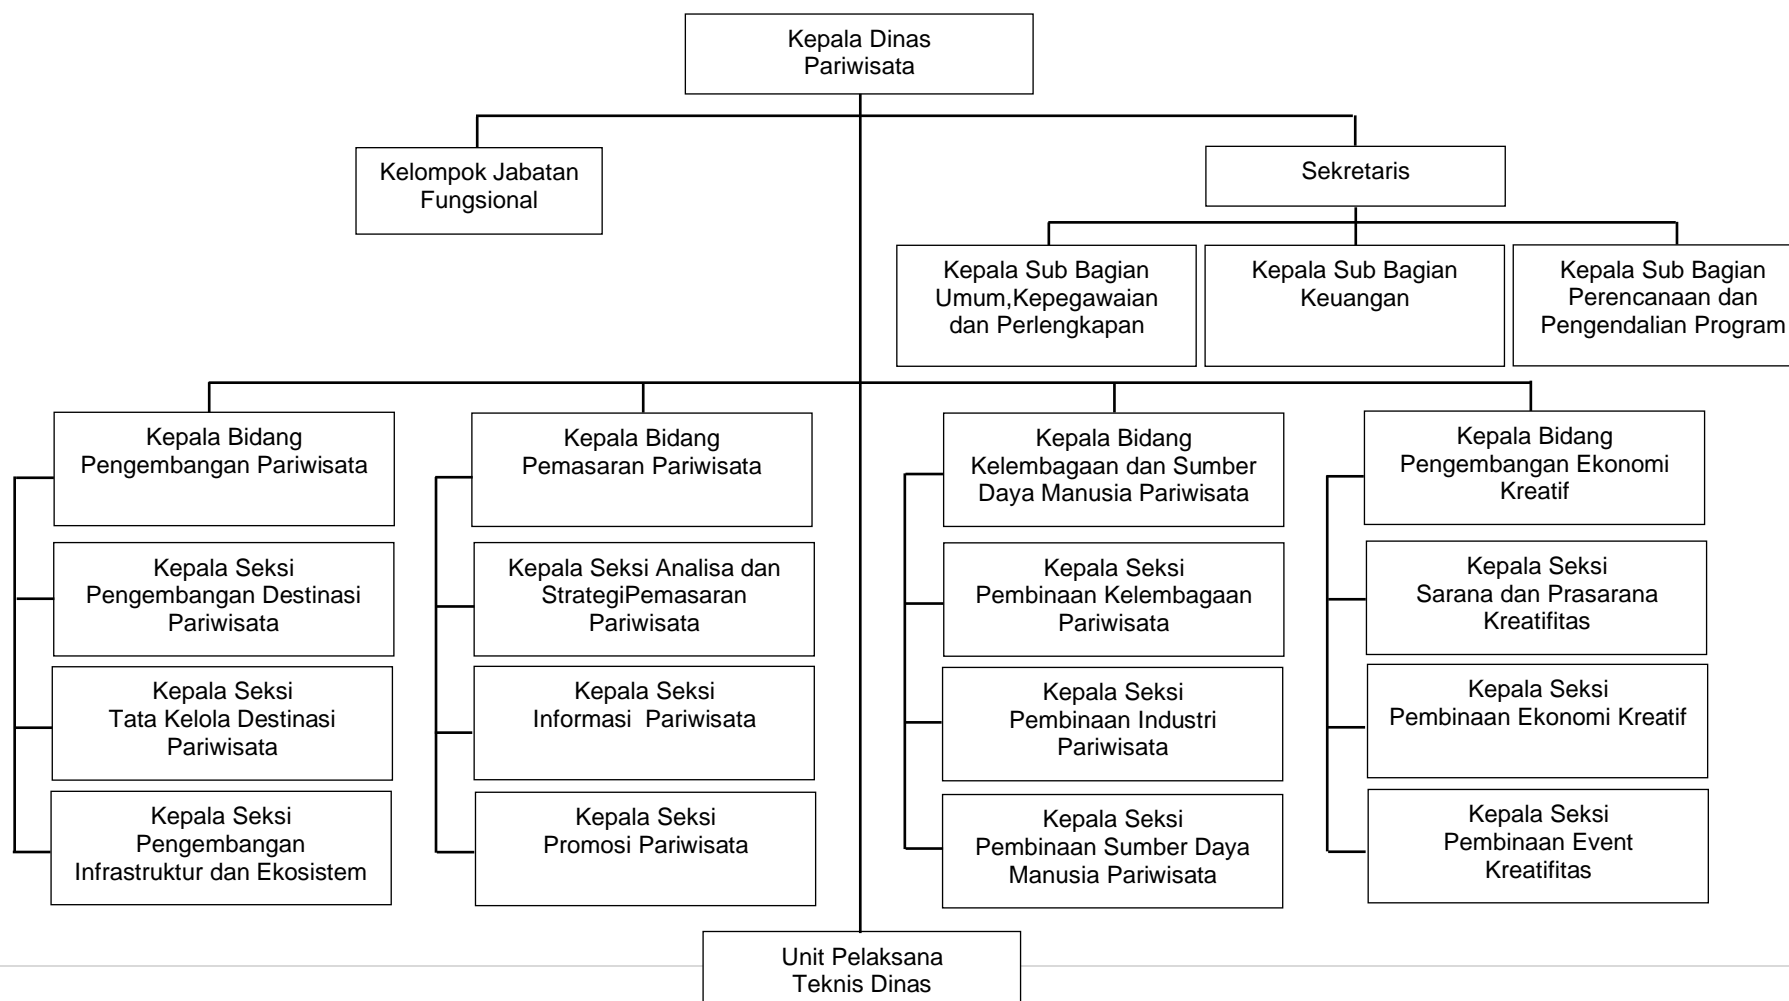 Kepala Dinas
Pariwisata
Kelompok Jabatan
Fungsional
Sekretaris
Kepala Sub Bagian
Umum,Kepegawaian
dan Perlengkapan
Kepala Sub Bagian
Keuangan
Kepala Sub Bagian
Perencanaan dan
Pengendalian Program
Kepala Bidang
Pengembangan Pariwisata
Kepala Seksi
Pengembangan Destinasi
Pariwisata
Kepala Seksi
Tata Kelola Destinasi
Pariwisata
Kepala Seksi
Pengembangan
Infrastruktur dan Ekosistem
Kepala Bidang
Pemasaran Pariwisata
Kepala Seksi Analisa dan
StrategiPemasaran
Pariwisata
Kepala Seksi
Informasi  Pariwisata
Kepala Seksi
Promosi Pariwisata
Kepala Bidang
Kelembagaan dan Sumber
Daya Manusia Pariwisata
Kepala Seksi
Pembinaan Kelembagaan
Pariwisata
Kepala Seksi
Pembinaan Industri
Pariwisata
Kepala Seksi
Pembinaan Sumber Daya
Manusia Pariwisata
Kepala Bidang
Pengembangan Ekonomi
Kreatif
Kepala Seksi
Sarana dan Prasarana
Kreatifitas
Kepala Seksi
Pembinaan Ekonomi Kreatif
Kepala Seksi
Pembinaan Event
Kreatifitas
Unit Pelaksana
Teknis Dinas